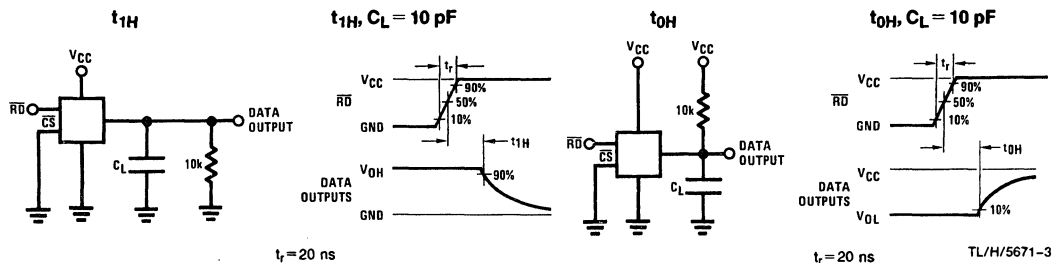 t1H
t1H, CL = 10 pF
t0H
t0H, CL = 10 pF
VCC
RD
CS
DATA
OUTPUT
CL
10k
VCC
RD
GND
tr
90%
50%
10%
t1H
VOH
DATA
OUTPUTS
GND
90%
tr = 20 ns
VCC
VCC
10k
RD
CS
DATA
OUTPUT
CL
VCC
RD
GND
tr
90%
50%
10%
t0H
VCC
DATA
OUTPUTS
VOL
10%
tr = 20 ns
TL/H/5671-3